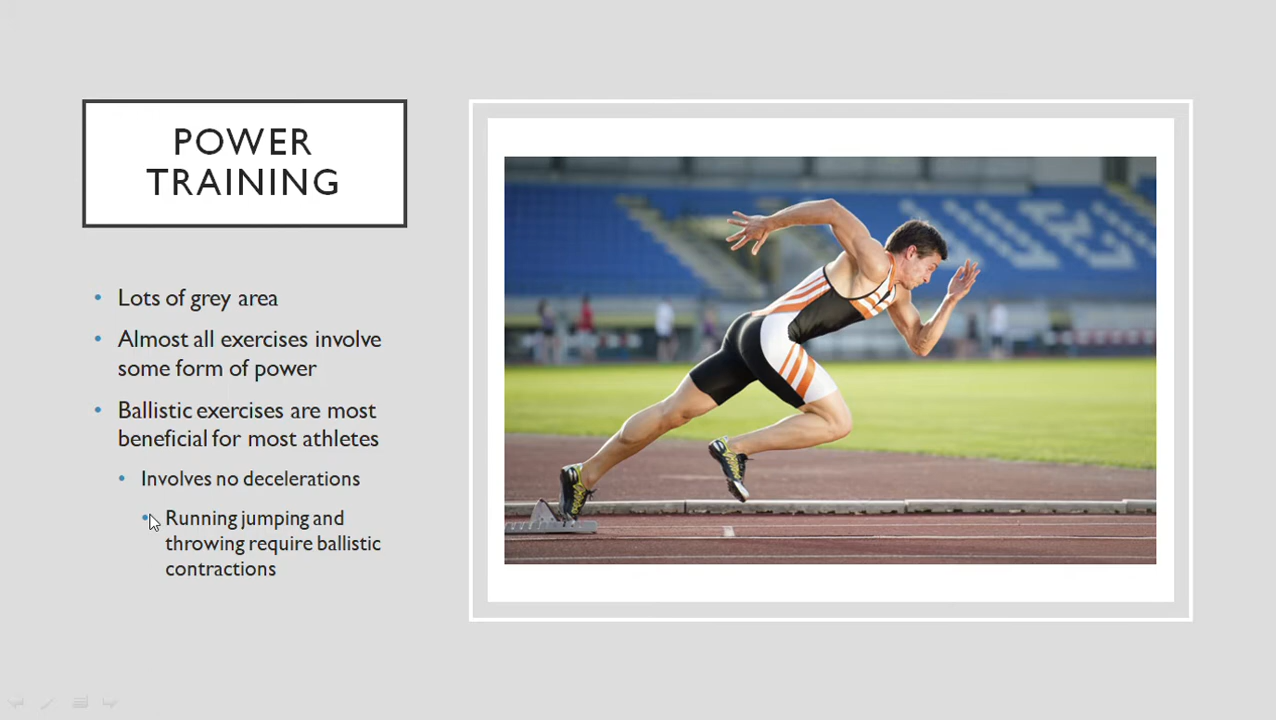 POWER
TRAINING
Lots of grey area
Almost all exercises involve
some form of power
Ballistic exercises are most
beneficial for most athletes
Involves no decelerations
Running jumping and
throwing require ballistic
contractions